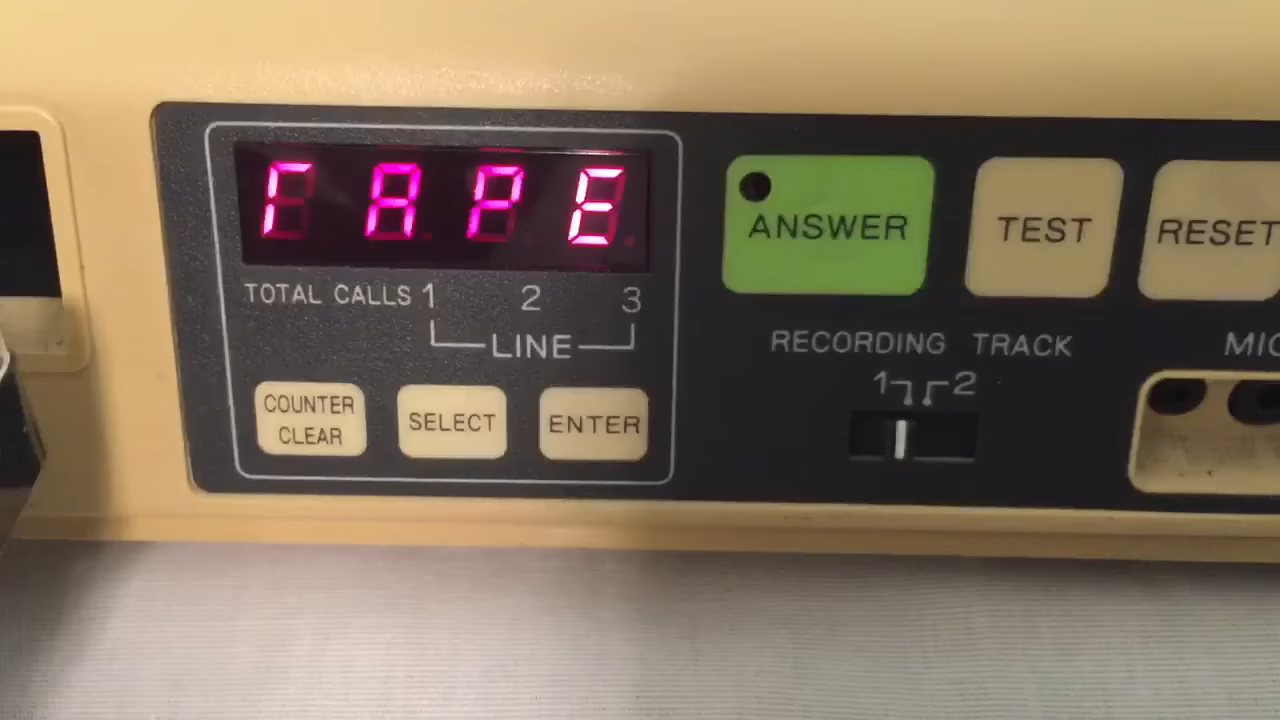 TAPE
TOTAL CALLS 1 2 3
LINE
COUNTER CLEAR
SELECT
ENTER
ANSWER
TEST
RESET
RECORDING TRACK
1 2